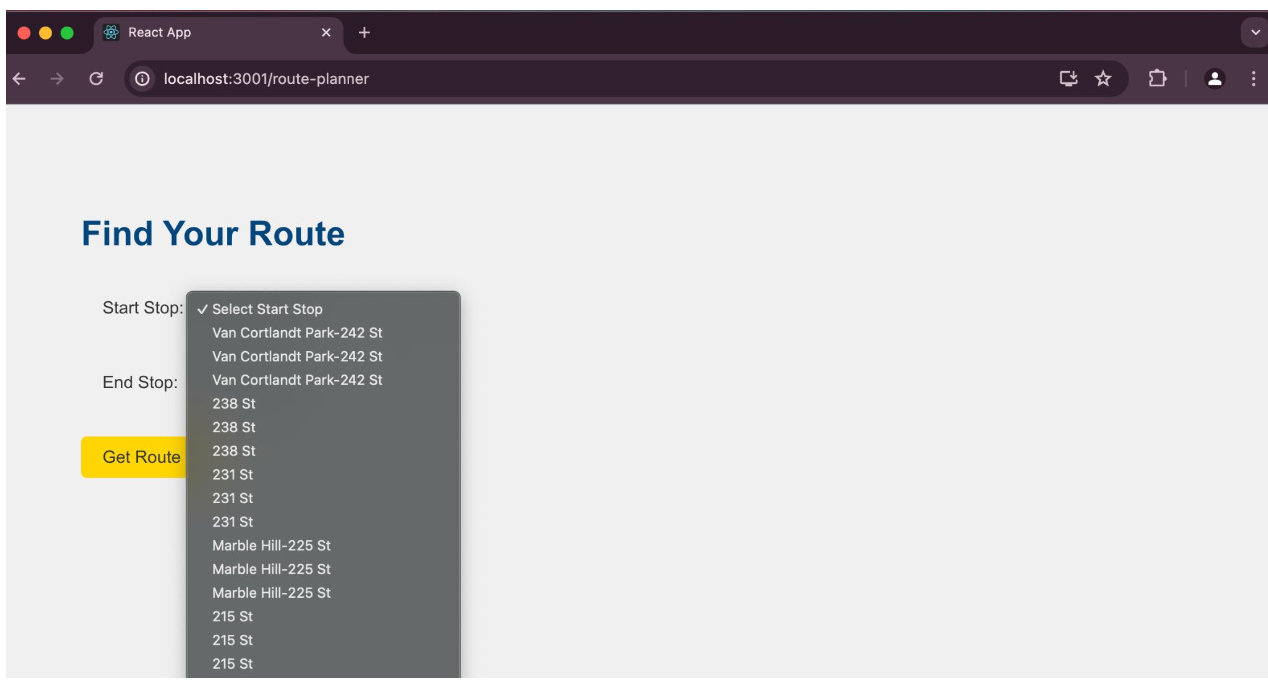 React App
localhost:3001/route-planner
Find Your Route
Start Stop:
✓ Select Start Stop
Van Cortlandt Park-242 St
Van Cortlandt Park-242 St
Van Cortlandt Park-242 St
End Stop:
238 St
238 St
238 St
Get Route
231 St
231 St
231 St
Marble Hill-225 St
Marble Hill-225 St
Marble Hill-225 St
215 St
215 St
215 St